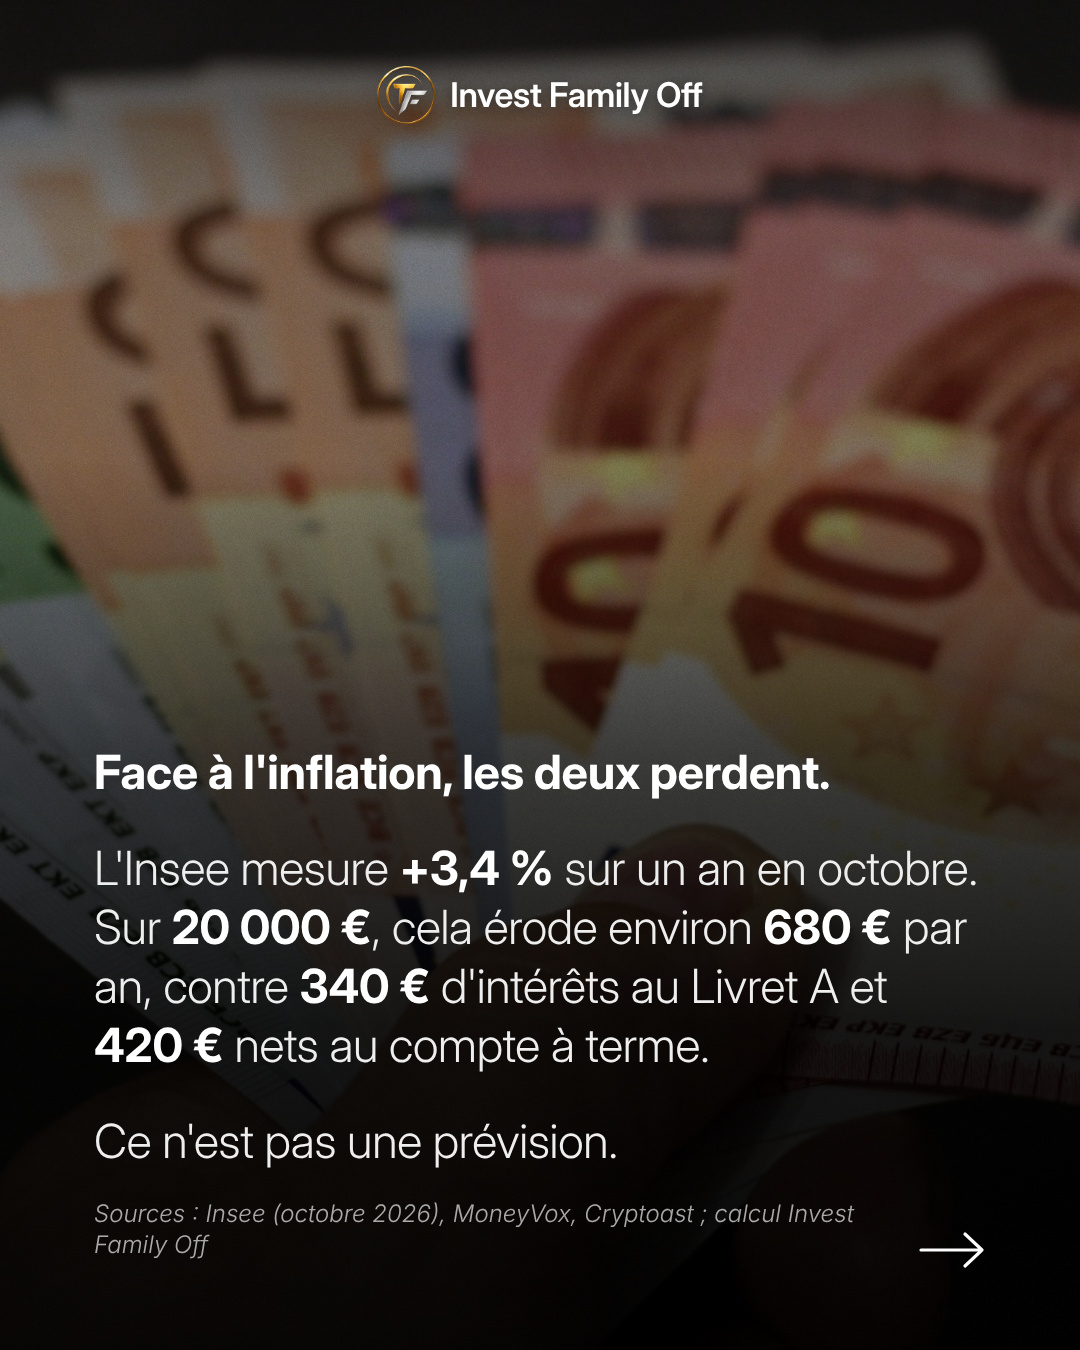 Invest Family Off
10
10
Face à l'inflation, les deux perdent.
L'Insee mesure +3,4 % sur un an en octobre.
Sur 20 000 €, cela érode environ 680 € par
an, contre 340 € d'intérêts au Livret A et
420 € nets au compte à terme.
Ce n'est pas une prévision.
Sources : Insee (octobre 2026), MoneyVox, Cryptoast ; calcul Invest
Family Off